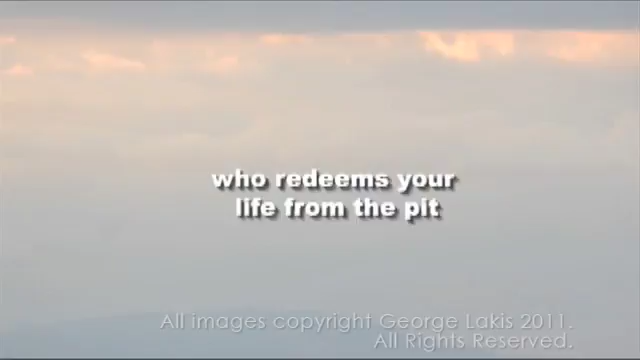 who redeems your
life from the pit
All images copyright George Lakis 2011.
All Rights Reserved.